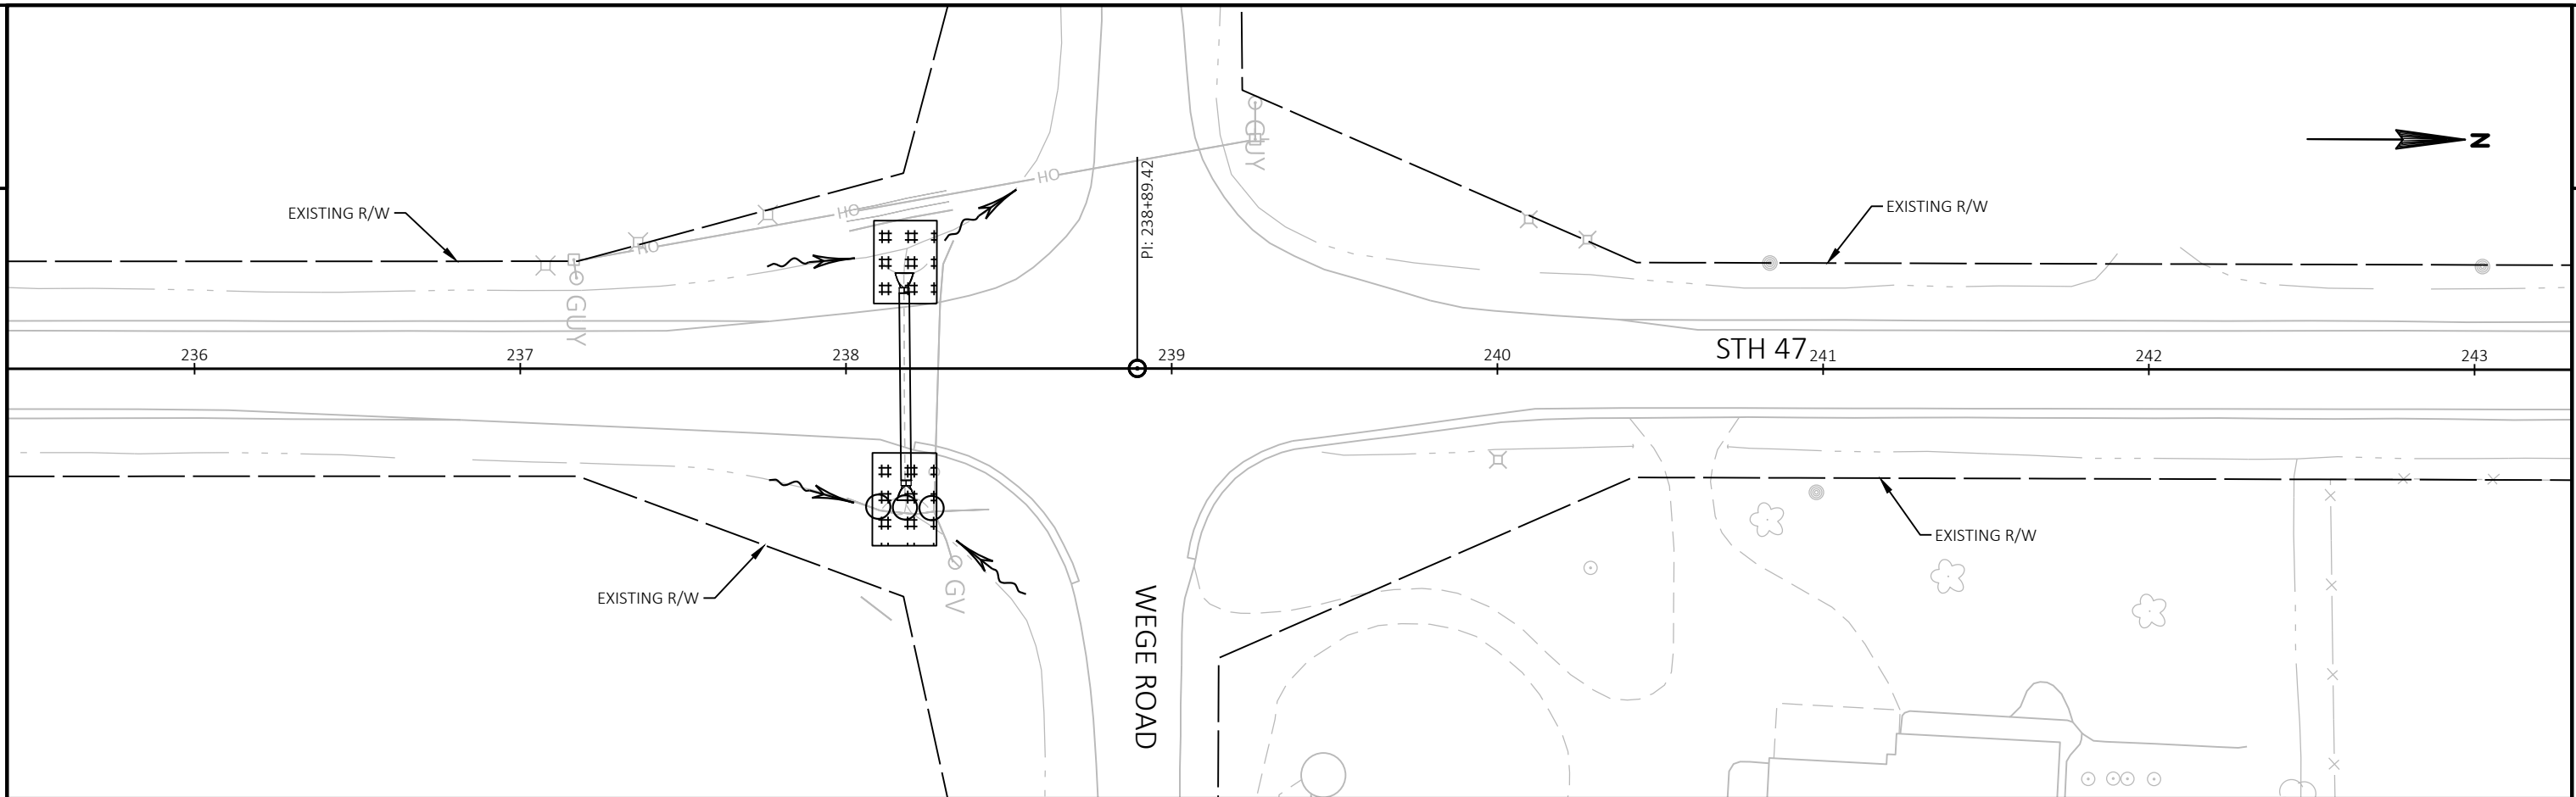 N
HO
GUY
PI: 238+89.42
EXISTING R/W
EXISTING R/W
HO
HO
GUY
236
237
238
239
240
STH 47
241
242
243
EXISTING R/W
EXISTING R/W
GV
WEGE ROAD